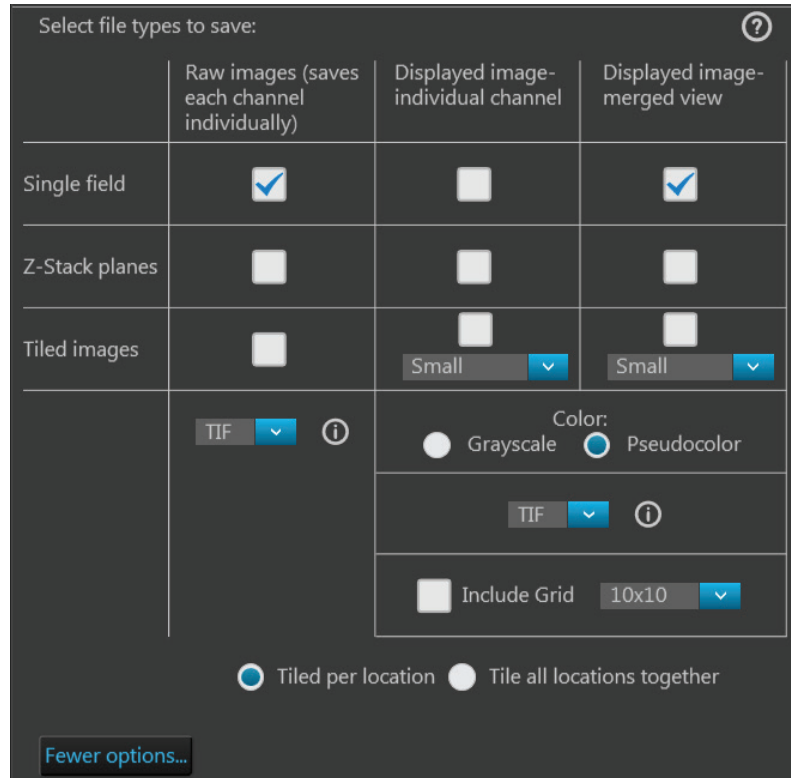 Select file types to save:
Raw images (saves
each channel
individually)
Displayed image-
individual channel
Displayed image-
merged view
Single field
Z-Stack planes
Tiled images
Small
Small
TIF
Color:
Grayscale
Pseudocolor
TIF
Include Grid
10x10
Tiled per location
Tile all locations together
Fewer options...